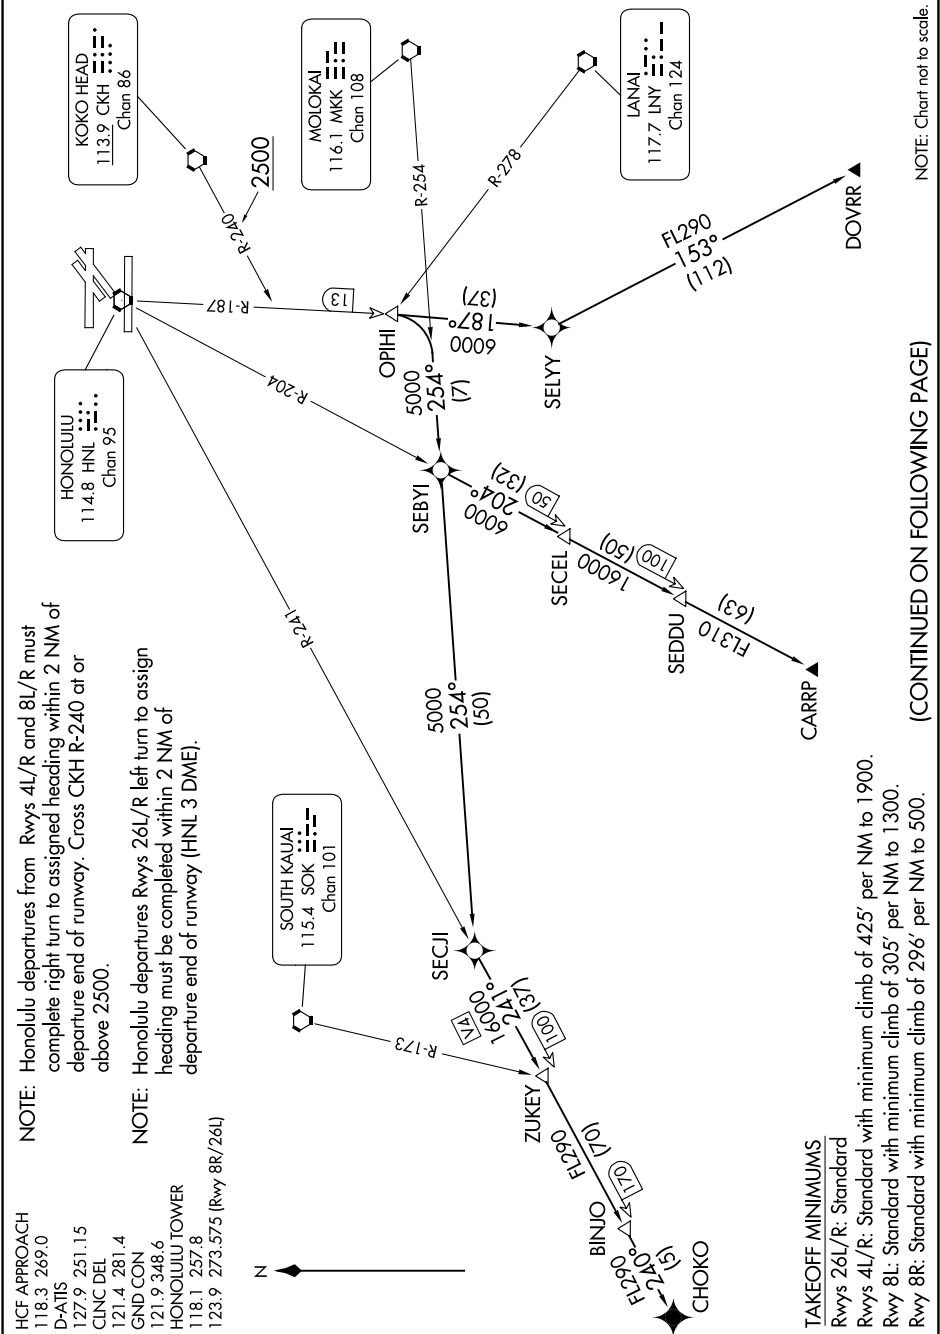 HCF APPROACH
118.3 269.0
D-ATIS
127.9 251.15
CLNC DEL
121.4 281.4
GND CON
121.9 348.6
HONOLULU TOWER
118.1 257.8
123.9 273.575 (Rwy 8R/26L)
NOTE: Honolulu departures from Rwys 4L/R and 8L/R must
complete right turn to assigned heading within 2 NM of
departure end of runway. Cross CKH R-240 at or
above 2500.
NOTE: Honolulu departures Rwys 26L/R left turn to assign
heading must be completed within 2 NM of
departure end of runway (HNL 3 DME).
HONOLULU
114.8 HNL
Chan 95
KOKO HEAD
113.9 CKH
Chan 86
MOLOKAI
116.1 MKK
Chan 108
LANAI
117.7 LNY
Chan 124
SOUTH KAUAI
115.4 SOK
Chan 101
N
R-240
2500
R-187
13
R-254
R-278
R-204
R-241
R-173
OPIHI
6000
187°
(37)
SELYY
FL290
153°
(112)
DOVRR
5000
254°
(7)
SEBYI
6000
204°
(32)
50
SECEL
16000
(50)
100
SEDDU
FL310
(63)
CARRP
5000
254°
(50)
SECJI
V4
16000
241°
(37)
100
ZUKEY
FL290
(70)
170
BINJO
FL290
240°
(5)
CHOKO
TAKEOFF MINIMUMS
Rwys 26L/R: Standard
Rwys 4L/R: Standard with minimum climb of 425' per NM to 1900.
Rwy 8L: Standard with minimum climb of 305' per NM to 1300.
Rwy 8R: Standard with minimum climb of 296' per NM to 500.
(CONTINUED ON FOLLOWING PAGE)
NOTE: Chart not to scale.